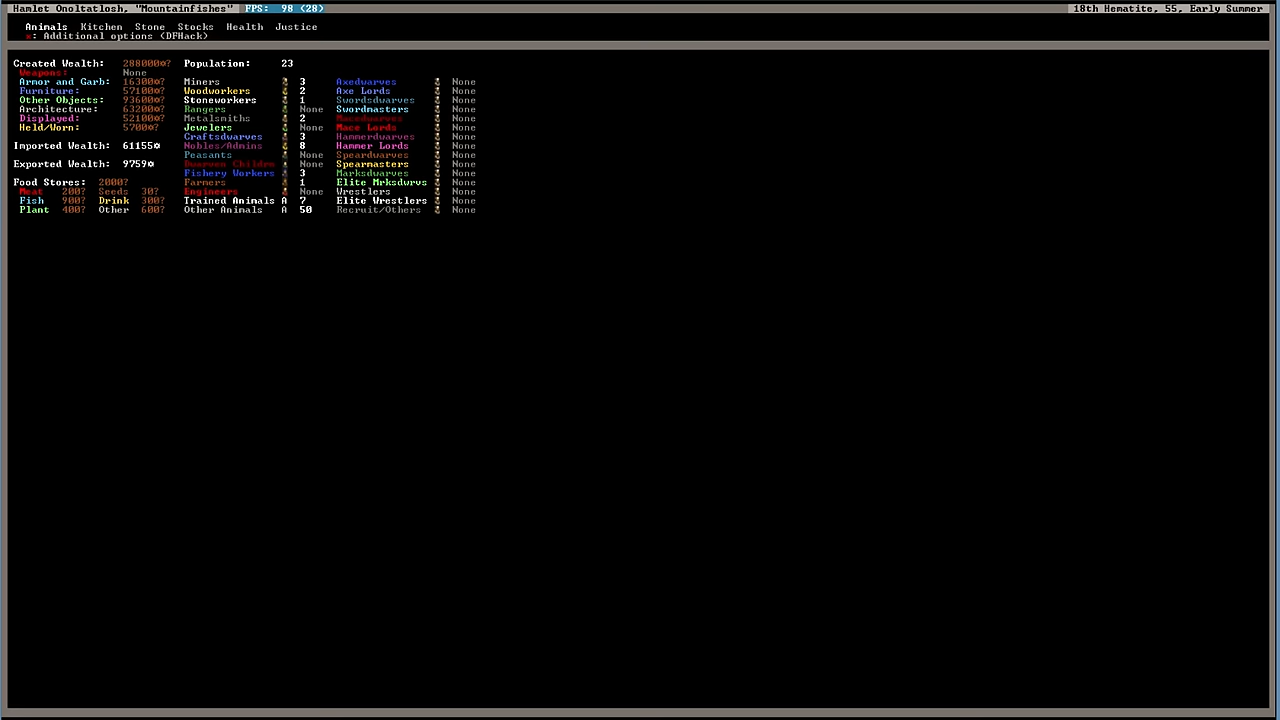 Hamlet Onoltatlosh, "Mountainfishes" FPS: 98 (28) 18th Hematite, 55, Early Summer
Animals Kitchen Stone Stocks Health Justice
x: Additional options (DFHack)
Created Wealth: 288000☼? Population: 23
Weapons: None
Armor and Garb: 16300☼? Miners 3 Axedwarves None
Furniture: 57100☼? Woodworkers 2 Axe Lords None
Other Objects: 93600☼? Stoneworkers 1 Swordsdwarves None
Architecture: 63200☼? Rangers None Swordmasters None
Displayed: 52100☼? Metalsmiths 2 Macedwarves None
Held/Worn: 5700☼? Jewelers None Mace Lords None
Craftsdwarves 3 Hammerdwarves None
Imported Wealth: 61155☼ Nobles/Admins 8 Hammer Lords None
Peasants None Speardwarves None
Exported Wealth: 9759☼ Dwarven Childrn None Spearmasters None
Fishery Workers 3 Marksdwarves None
Food Stores: 2000? Farmers 1 Elite Mrksdwrvs None
Meat 200? Seeds 30? Engineers None Wrestlers None
Fish 900? Drink 300? Trained Animals A 7 Elite Wrestlers None
Plant 400? Other 600? Other Animals A 50 Recruit/Others None